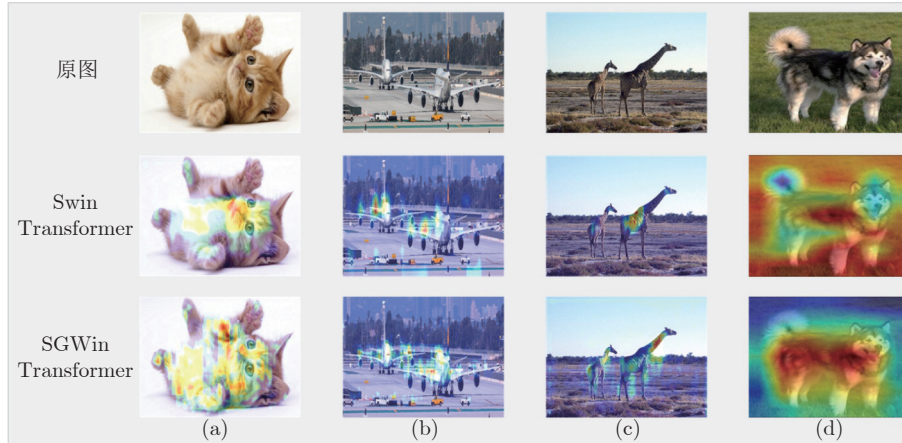 原图
Swin
Transformer
SGWin
Transformer
(a) (b) (c) (d)